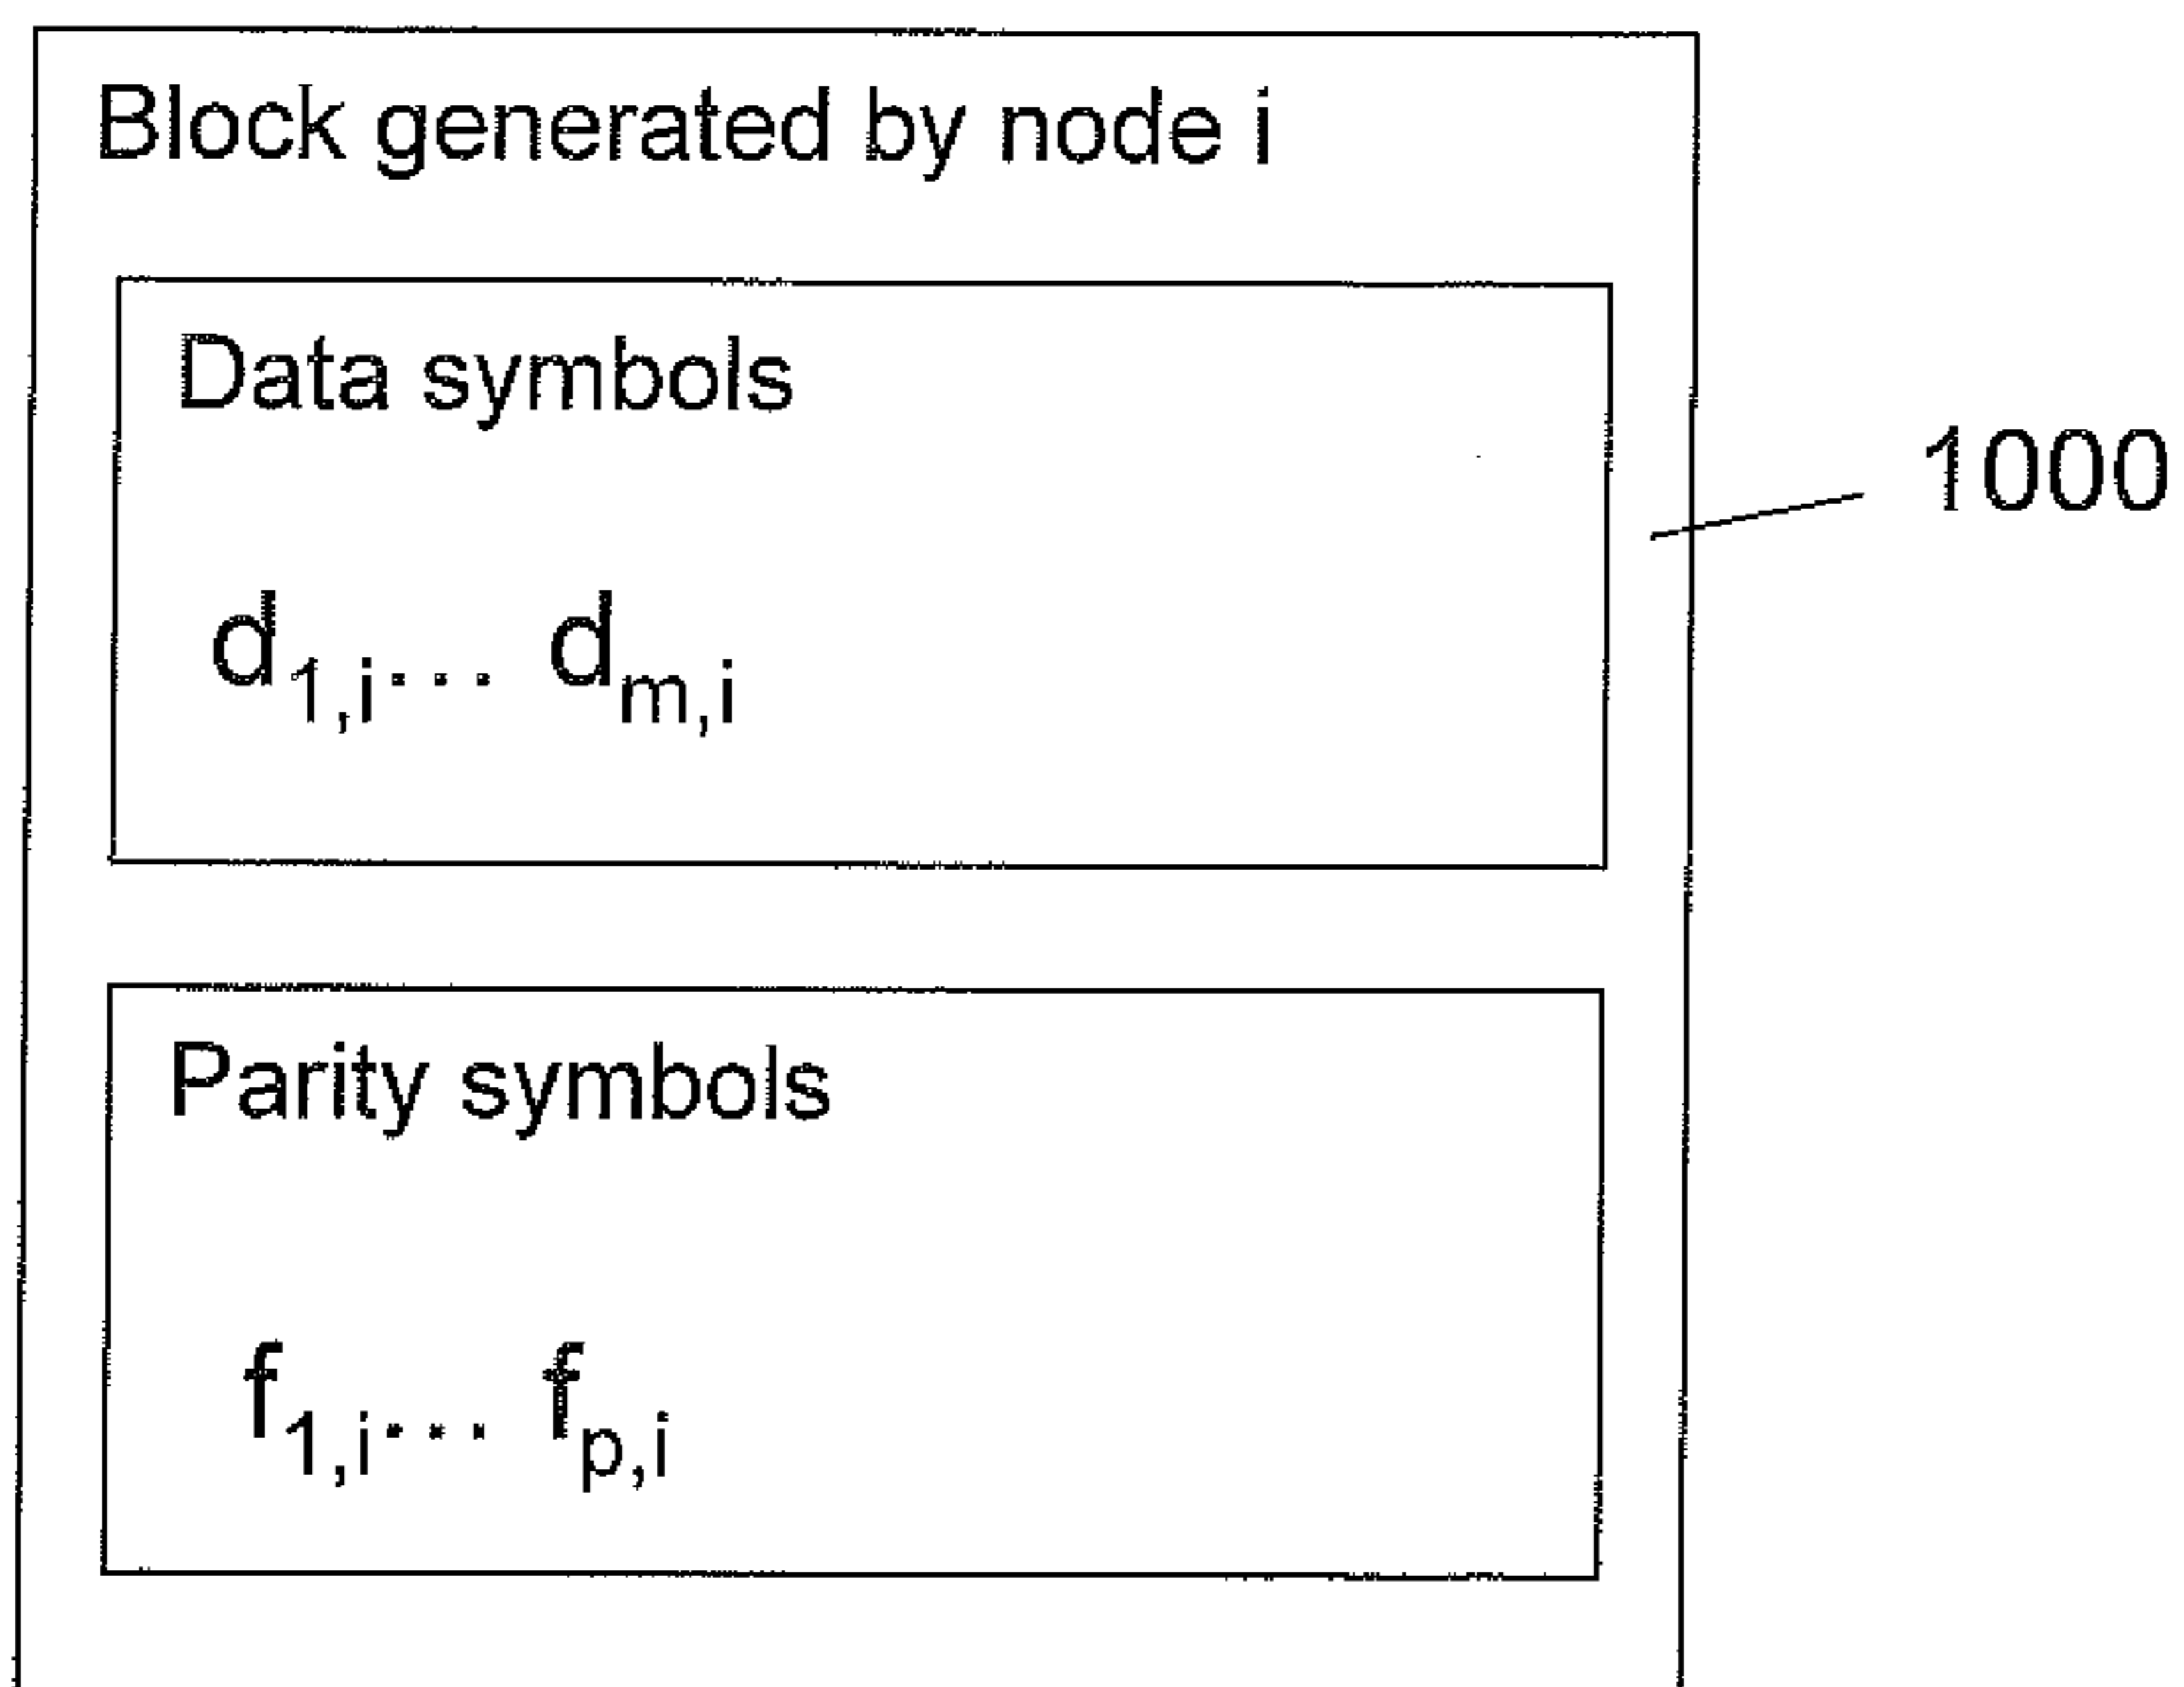 Block generated by node i
Data symbols
1000
d1,i... dm,i
Parity symbols
f1,i... fp,i